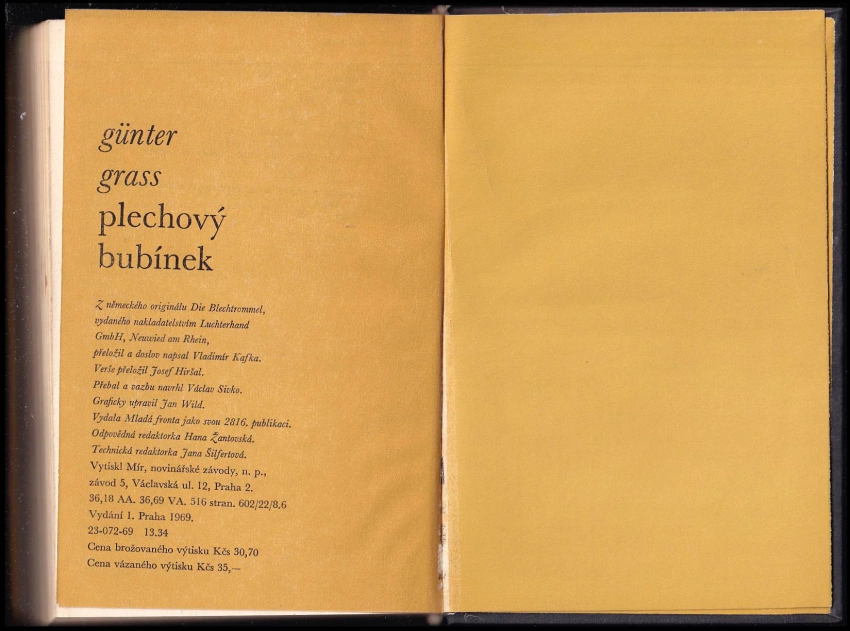 günter
grass
plechový
bubínek
Z německého originálu Die Blechtrommel,
vydaného nakladatelstvím Luchterhand
GmbH, Neuwied am Rhein,
přeložil a doslov napsal Vladimír Kafka.
Verše přeložil Josef Hiršal.
Přebal a vazbu navrhl Václav Sivko.
Graficky upravil Jan Wild.
Vydala Mladá fronta jako svou 2816. publikaci.
Odpovědná redaktorka Hana Žantovská.
Technická redaktorka Jana Šilfertová.
Vytiskl Mír, novinářské závody, n. p.,
závod 5, Václavská ul. 12, Praha 2.
36,18 AA. 36,69 VA. 516 stran. 602/22/8,6
Vydání 1. Praha 1969.
23-072-69 13.34
Cena brožovaného výtisku Kčs 30,70
Cena vázaného výtisku Kčs 35,—